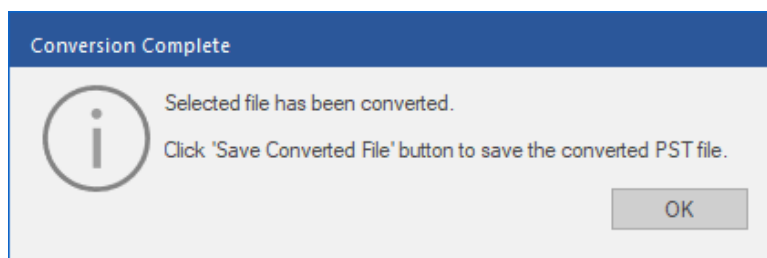 Conversion Complete
Selected file has been converted.
Click 'Save Converted File' button to save the converted PST file.
OK